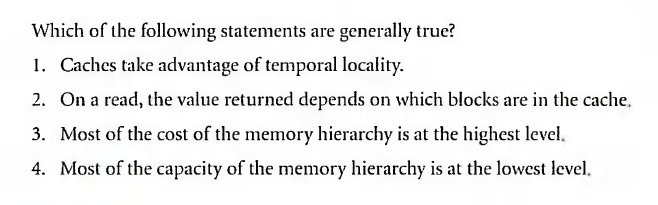 Which of the following statements are generally true?
1. Caches take advantage of temporal locality.
2. On a read, the value returned depends on which blocks are in the cache.
3. Most of the cost of the memory hierarchy is at the highest level.
4. Most of the capacity of the memory hierarchy is at the lowest level.